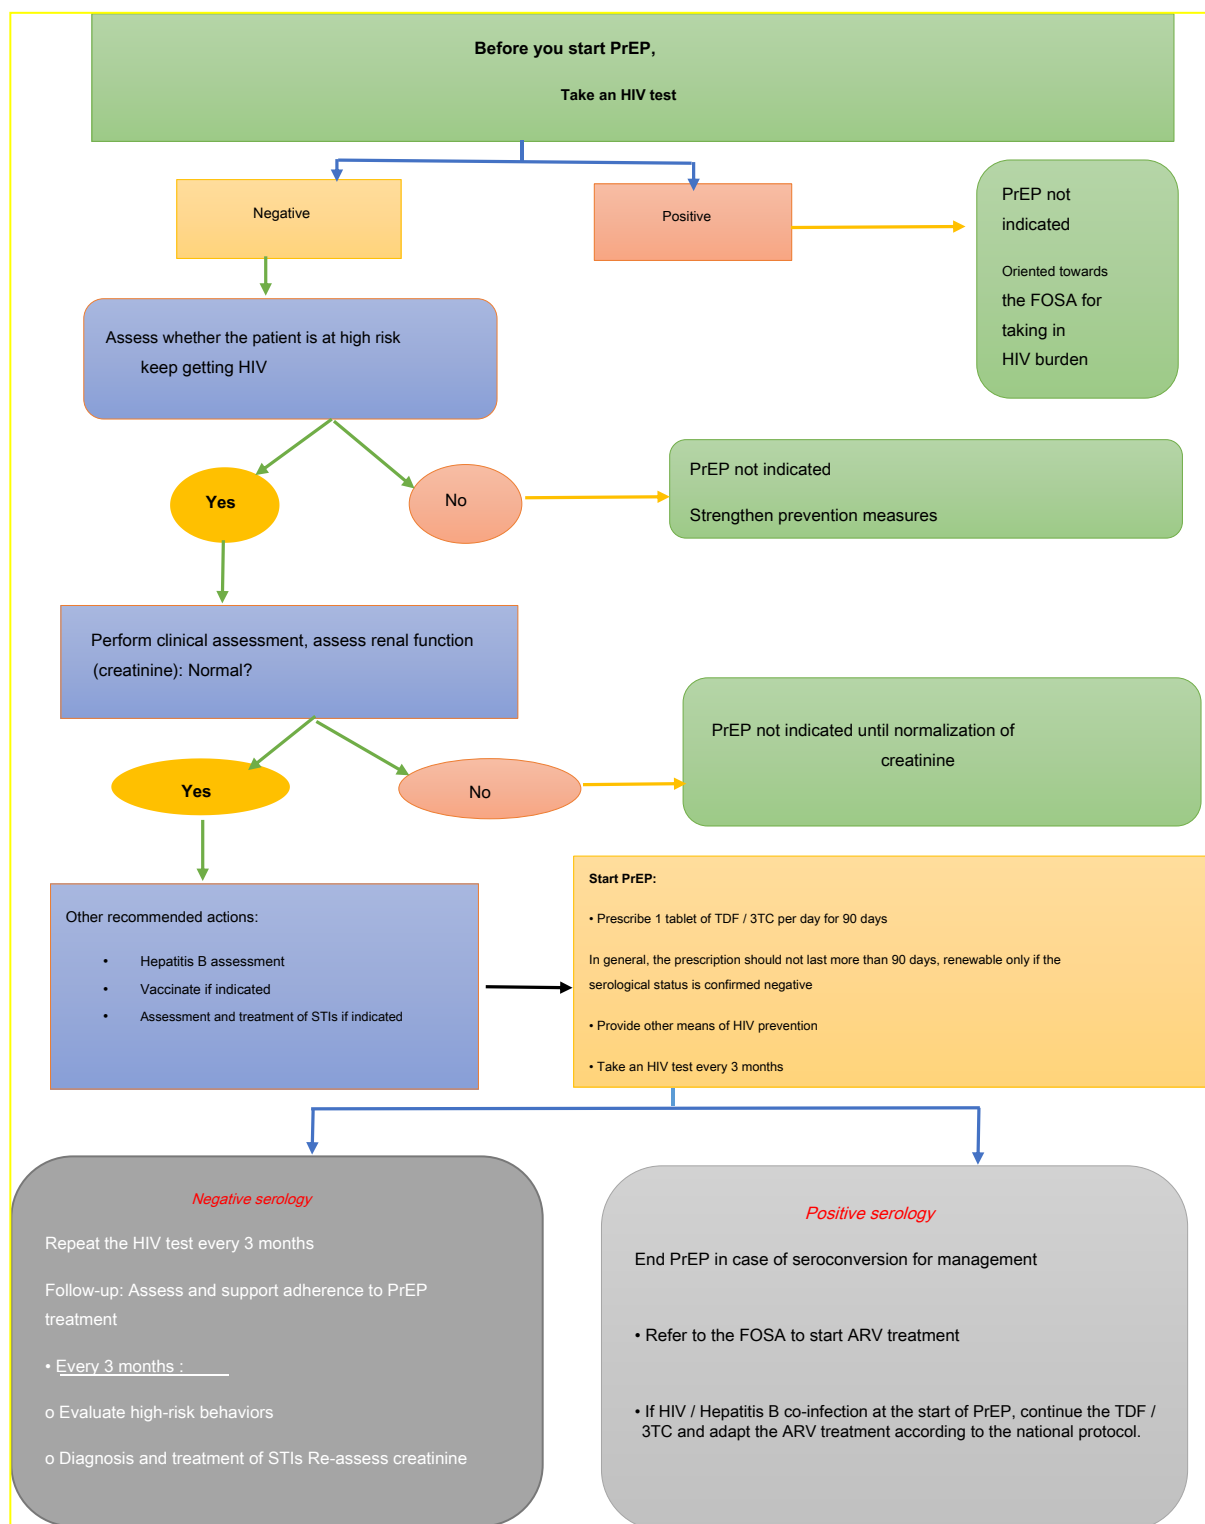 Before you start PrEP,
Take an HIV test
Negative
Positive
PrEP not
indicated
Oriented towards
the FOSA for
taking in
HIV burden
Assess whether the patient is at high risk
keep getting HIV
Yes
No
PrEP not indicated
Strengthen prevention measures
Perform clinical assessment, assess renal function
(creatinine): Normal?
PrEP not indicated until normalization of
creatinine
Yes
No
Other recommended actions:
• Hepatitis B assessment
• Vaccinate if indicated
• Assessment and treatment of STIs if indicated
Start PrEP:
• Prescribe 1 tablet of TDF / 3TC per day for 90 days
In general, the prescription should not last more than 90 days, renewable only if the
serological status is confirmed negative
• Provide other means of HIV prevention
• Take an HIV test every 3 months
Negative serology
Repeat the HIV test every 3 months
Follow-up: Assess and support adherence to PrEP
treatment
• Every 3 months :
o Evaluate high-risk behaviors
o Diagnosis and treatment of STIs Re-assess creatinine
Positive serology
End PrEP in case of seroconversion for management
• Refer to the FOSA to start ARV treatment
• If HIV / Hepatitis B co-infection at the start of PrEP, continue the TDF /
3TC and adapt the ARV treatment according to the national protocol.